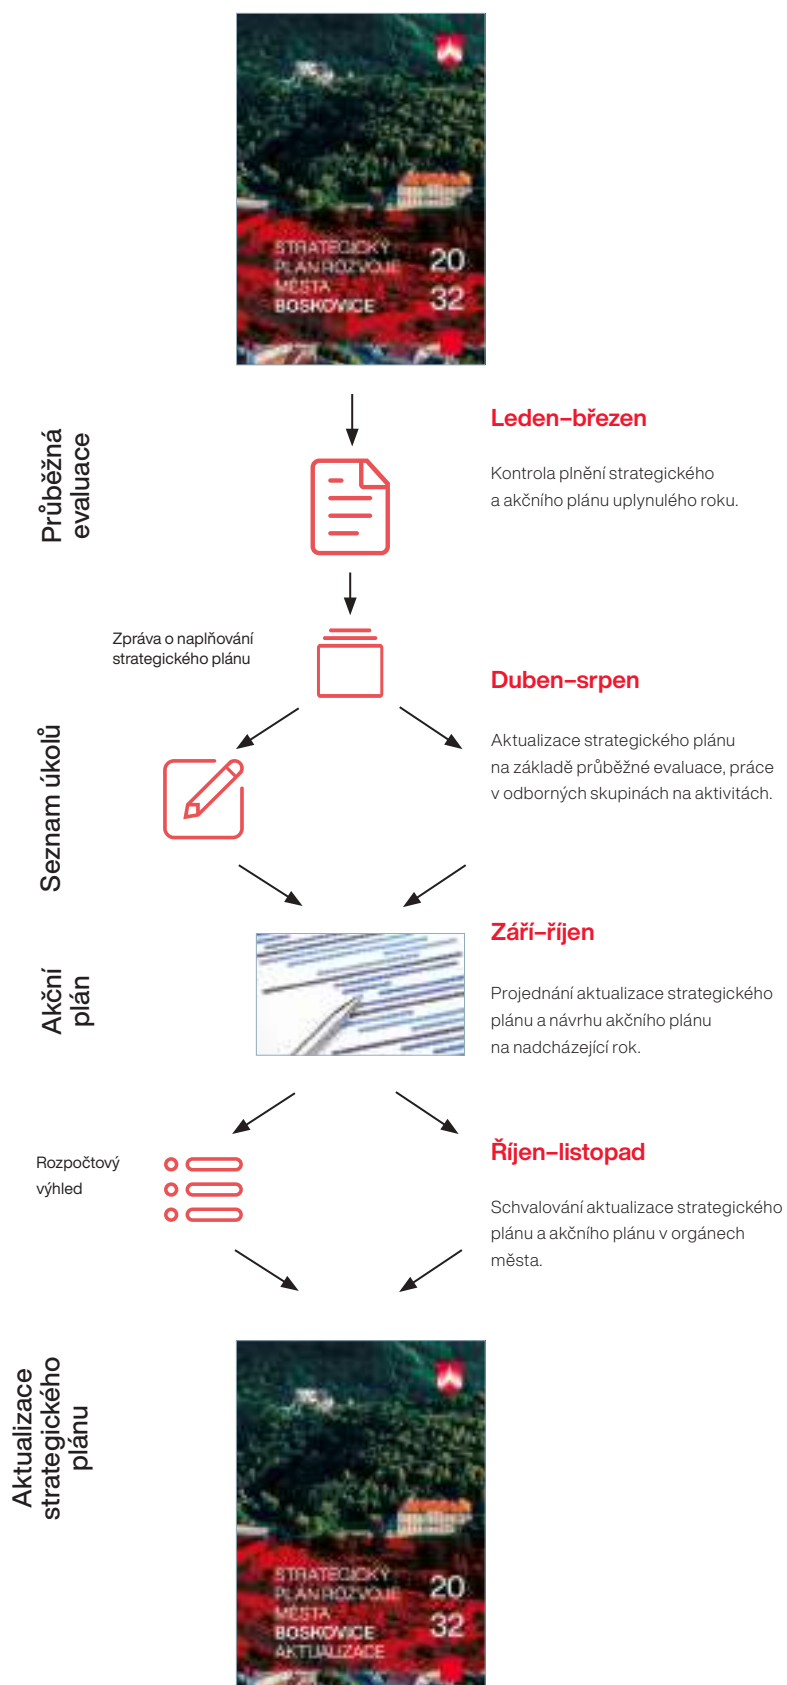 STRATEGICKÝ
PLÁN ROZVOJE
MĚSTA
BOSKOVICE
20
32
Průběžná
evaluace
Leden–březen
Kontrola plnění strategického
a akčního plánu uplynulého roku.
Zpráva o naplňování
strategického plánu
Seznam úkolů
Duben–srpen
Aktualizace strategického plánu
na základě průběžné evaluace, práce
v odborných skupinách na aktivitách.
Akční
plán
Září–říjen
Projednání aktualizace strategického
plánu a návrhu akčního plánu
na nadcházející rok.
Rozpočtový
výhled
Říjen–listopad
Schvalování aktualizace strategického
plánu a akčního plánu v orgánech
města.
Aktualizace
strategického
plánu
STRATEGICKÝ
PLÁN ROZVOJE
MĚSTA
BOSKOVICE
AKTUALIZACE
20
32